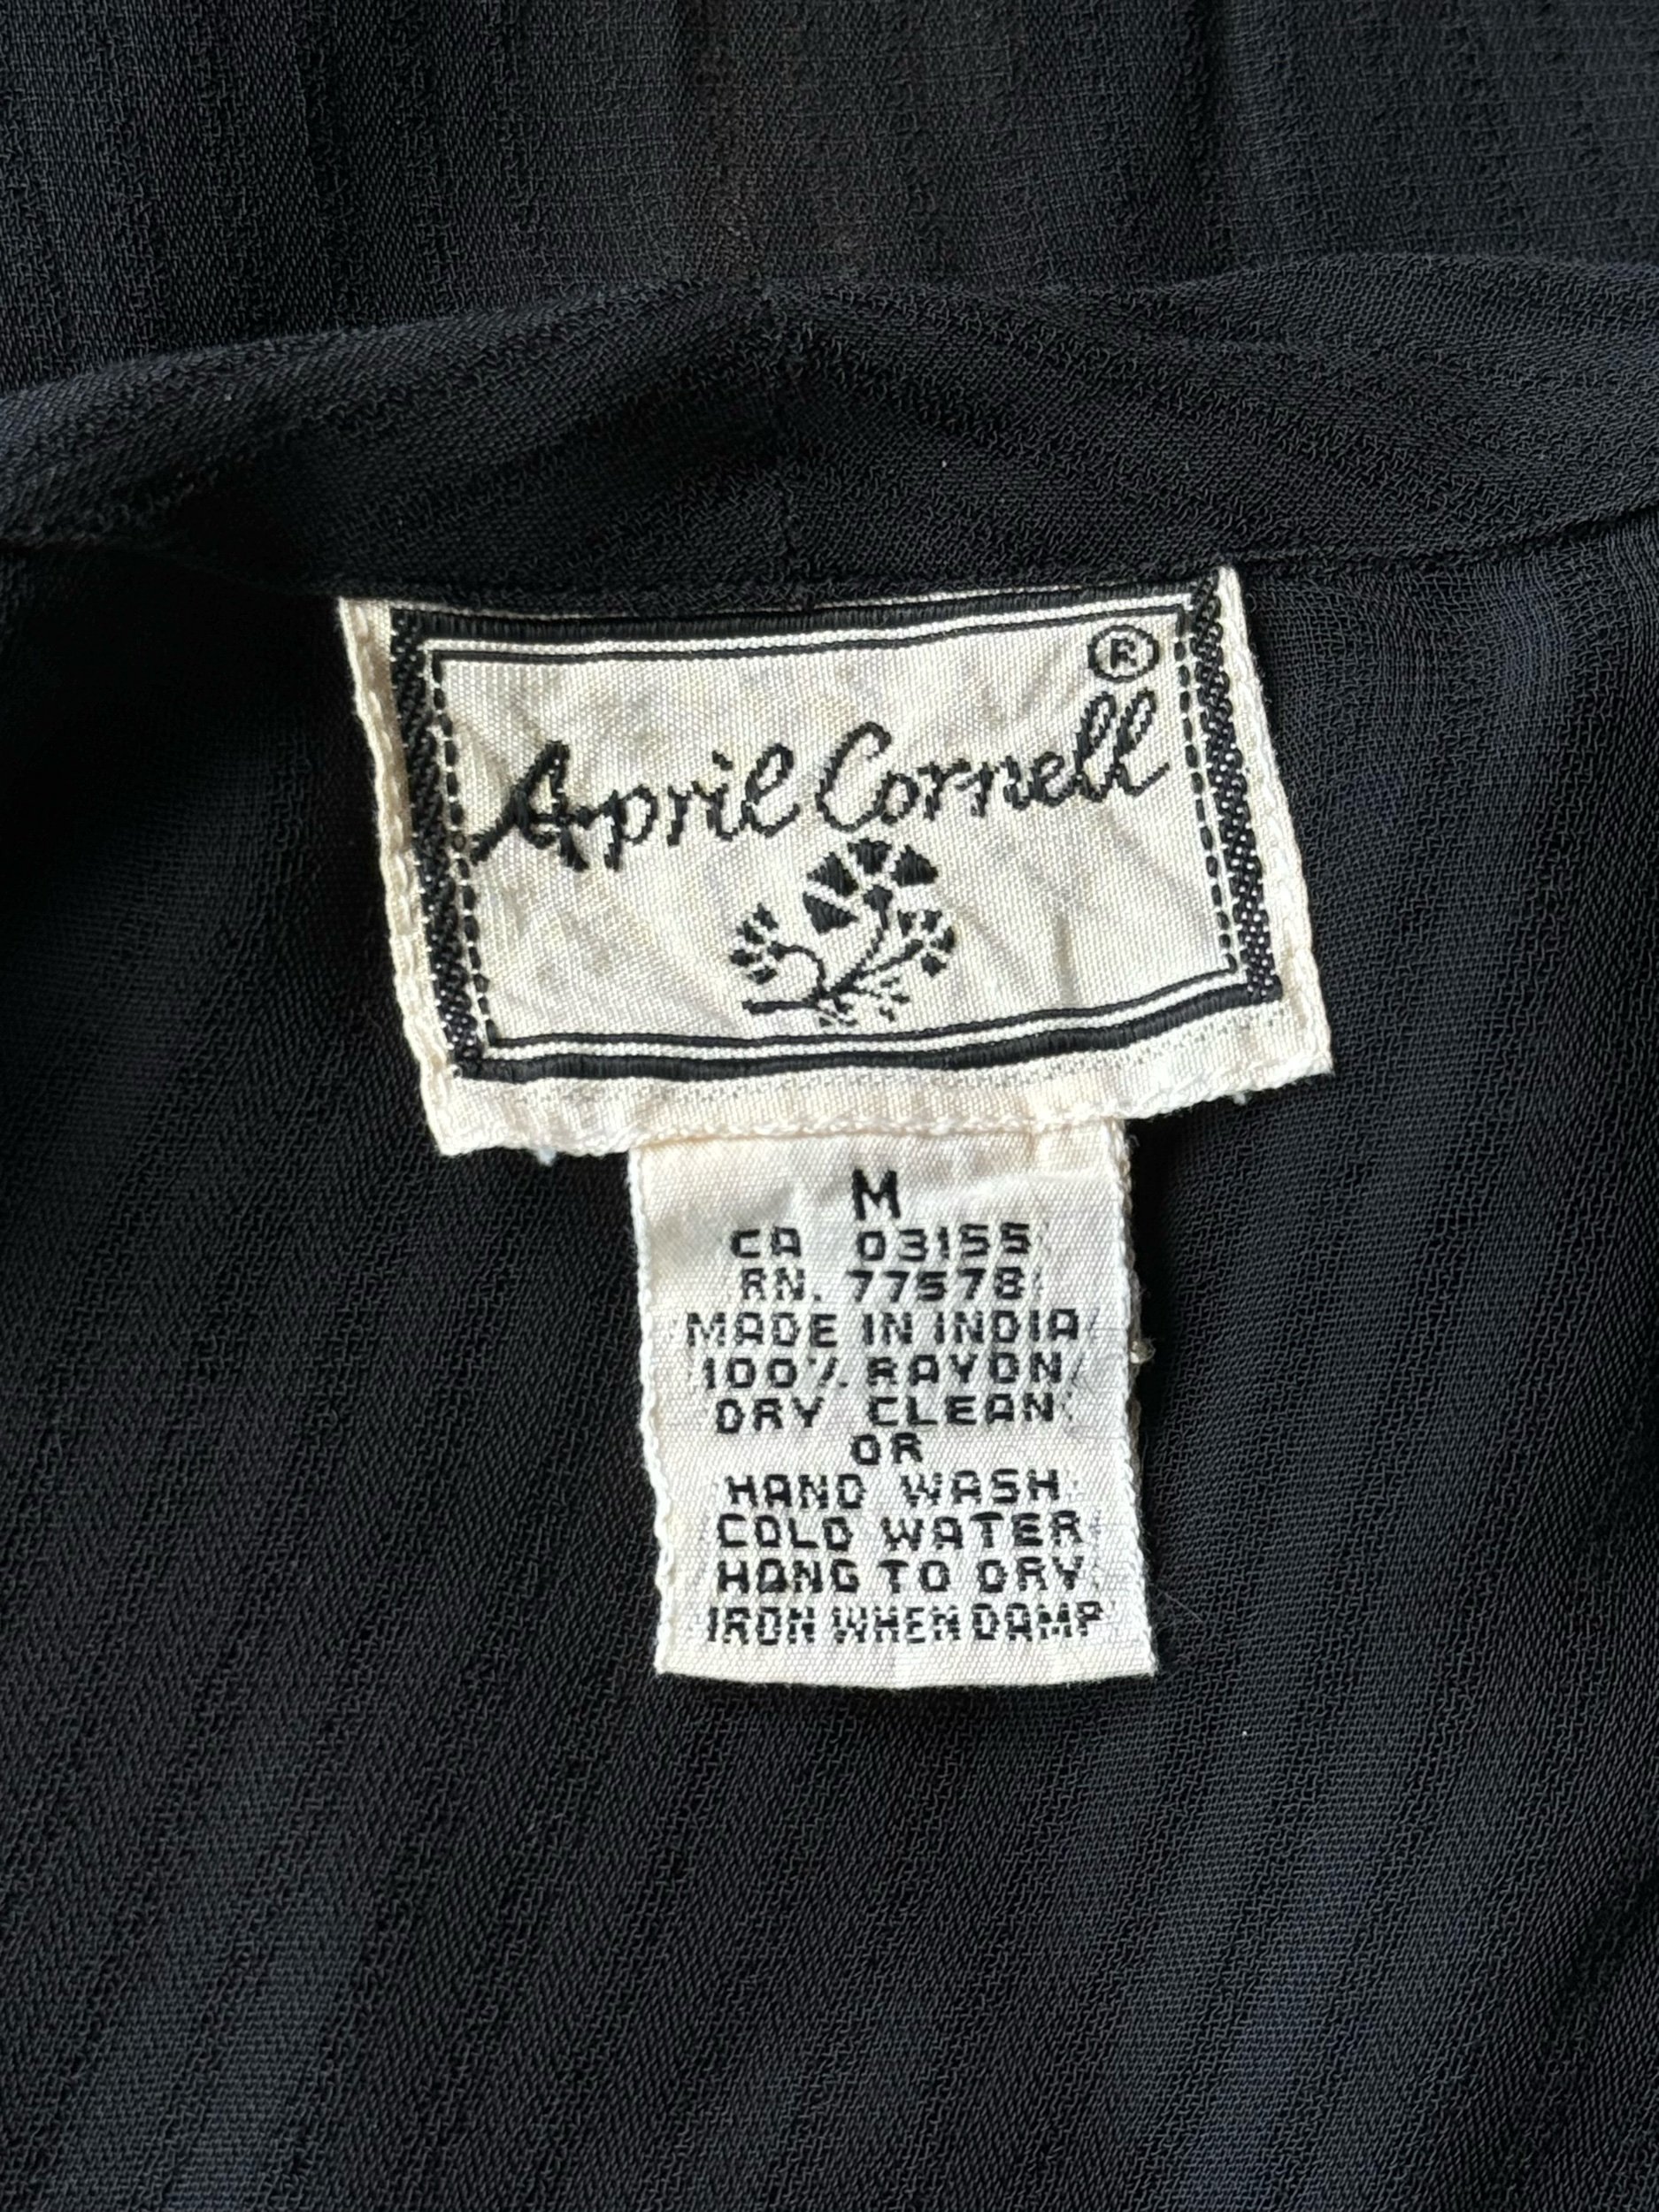 ®
April Cornell
M
CA 03155
RN. 77578
MADE IN INDIA
100% RAYON
DRY CLEAN
OR
HAND WASH
COLD WATER
HANG TO DRY
IRON WHEN DAMP